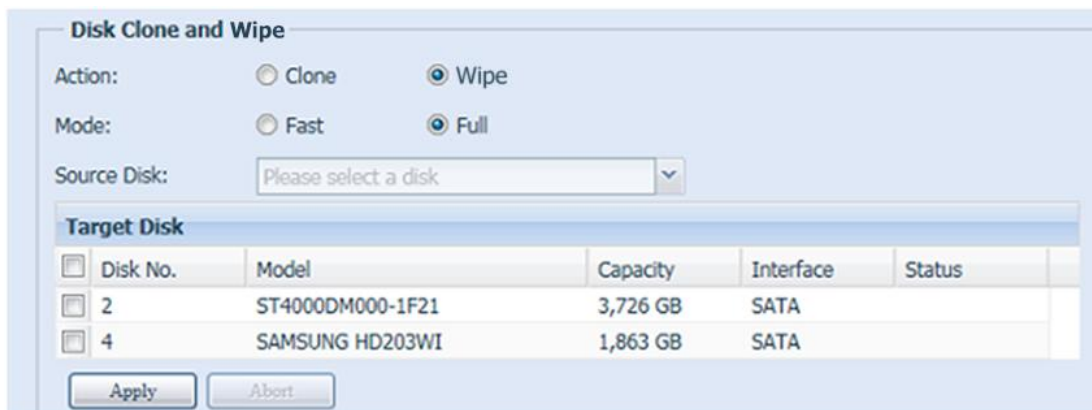 Disk Clone and Wipe
Action: Clone Wipe
Mode: Fast Full
Source Disk: Please select a disk
Target Disk
Disk No. Model Capacity Interface Status
2 ST4000DM000-1F21 3,726 GB SATA
4 SAMSUNG HD203WI 1,863 GB SATA
Apply Abort